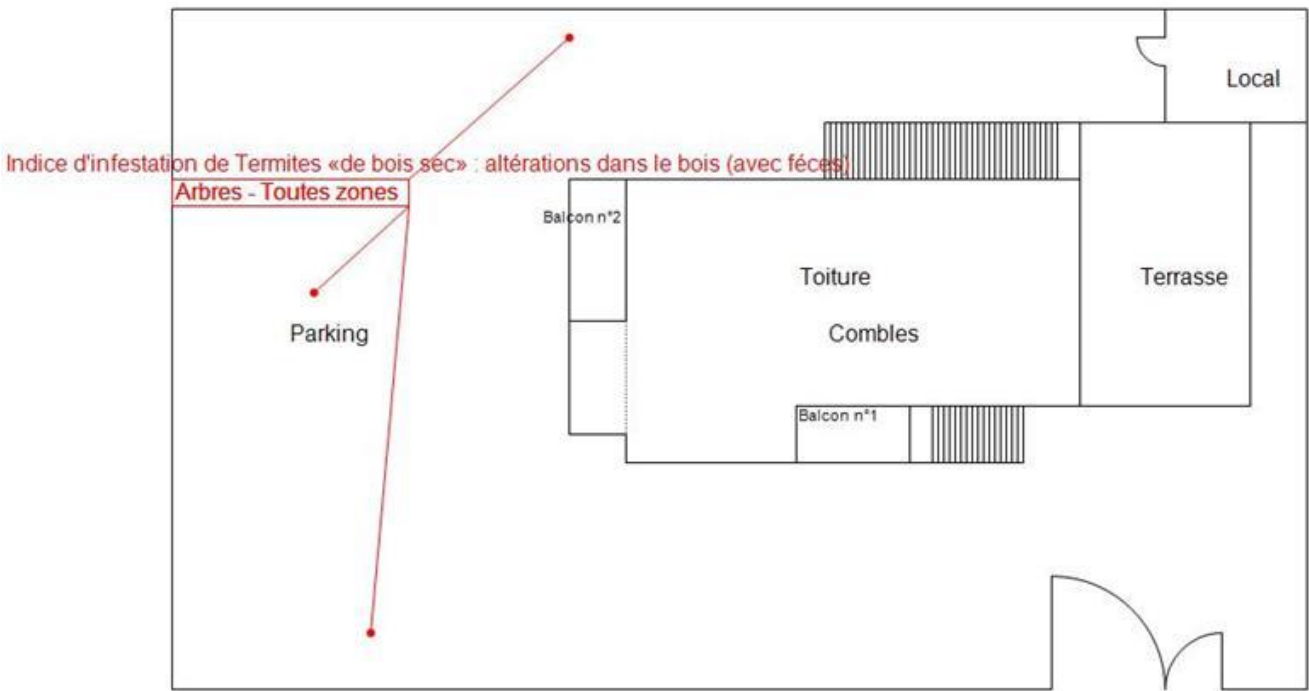 Local
Indice d'infestation de Termites «de bois sec» : altérations dans le bois (avec féces)
Arbres - Toutes zones
Balcon n°2
Toiture
Terrasse
Parking
Combles
Balcon n°1